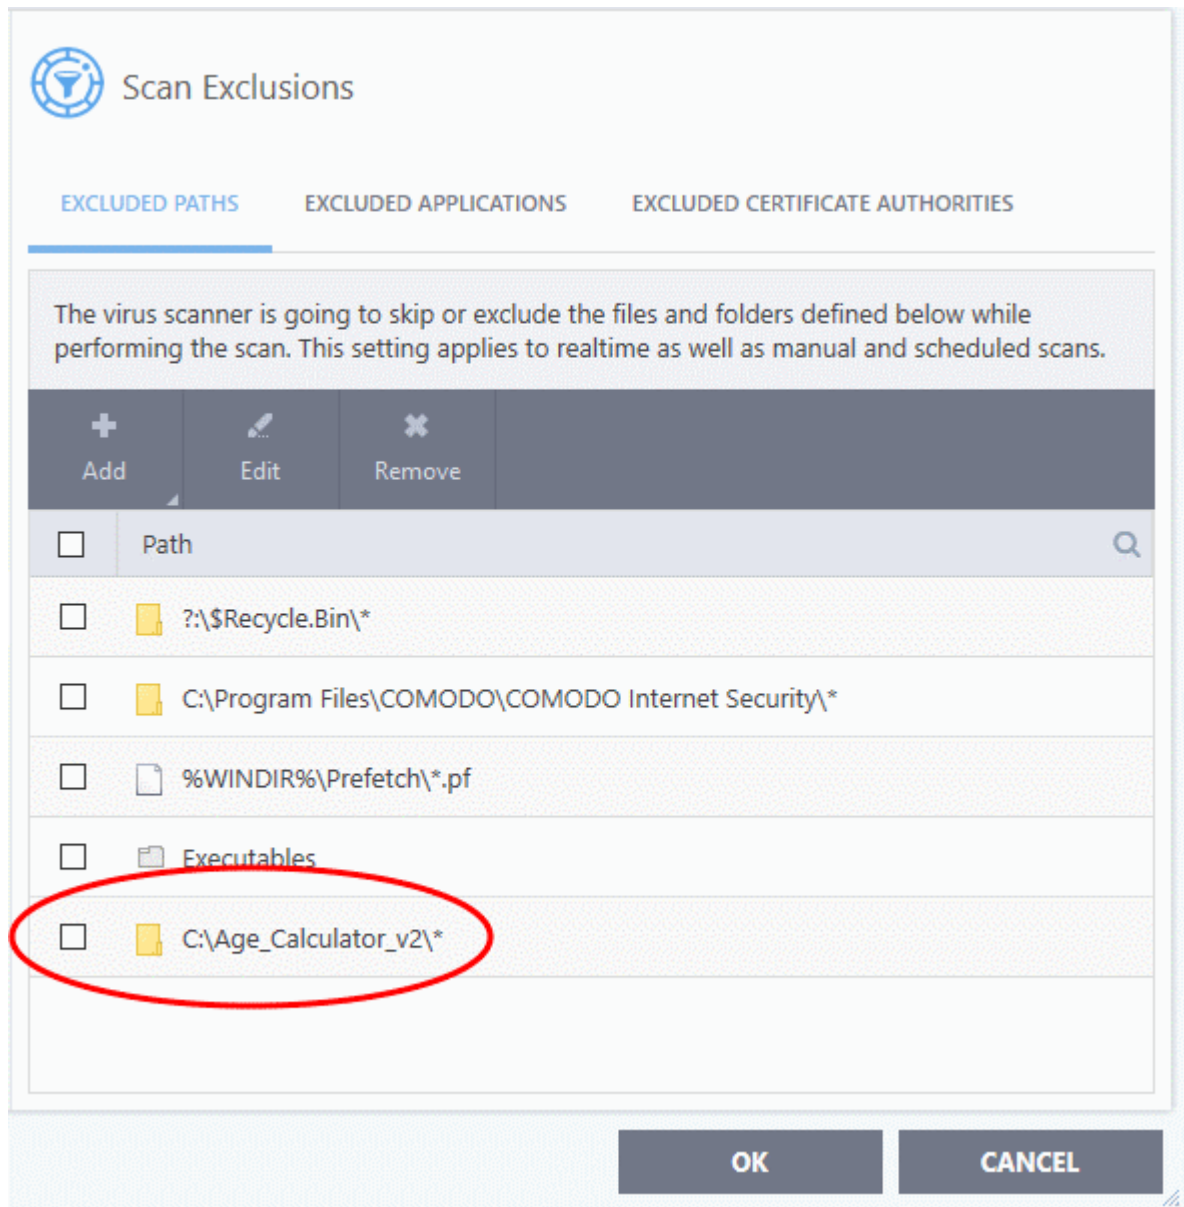 Scan Exclusions
EXCLUDED PATHS EXCLUDED APPLICATIONS EXCLUDED CERTIFICATE AUTHORITIES
The virus scanner is going to skip or exclude the files and folders defined below while
performing the scan. This setting applies to realtime as well as manual and scheduled scans.
Add Edit Remove
Path
?:\$Recycle.Bin\*
C:\Program Files\COMODO\COMODO Internet Security\*
%WINDIR%\Prefetch\*.pf
Executables
C:\Age_Calculator_v2\*
OK CANCEL